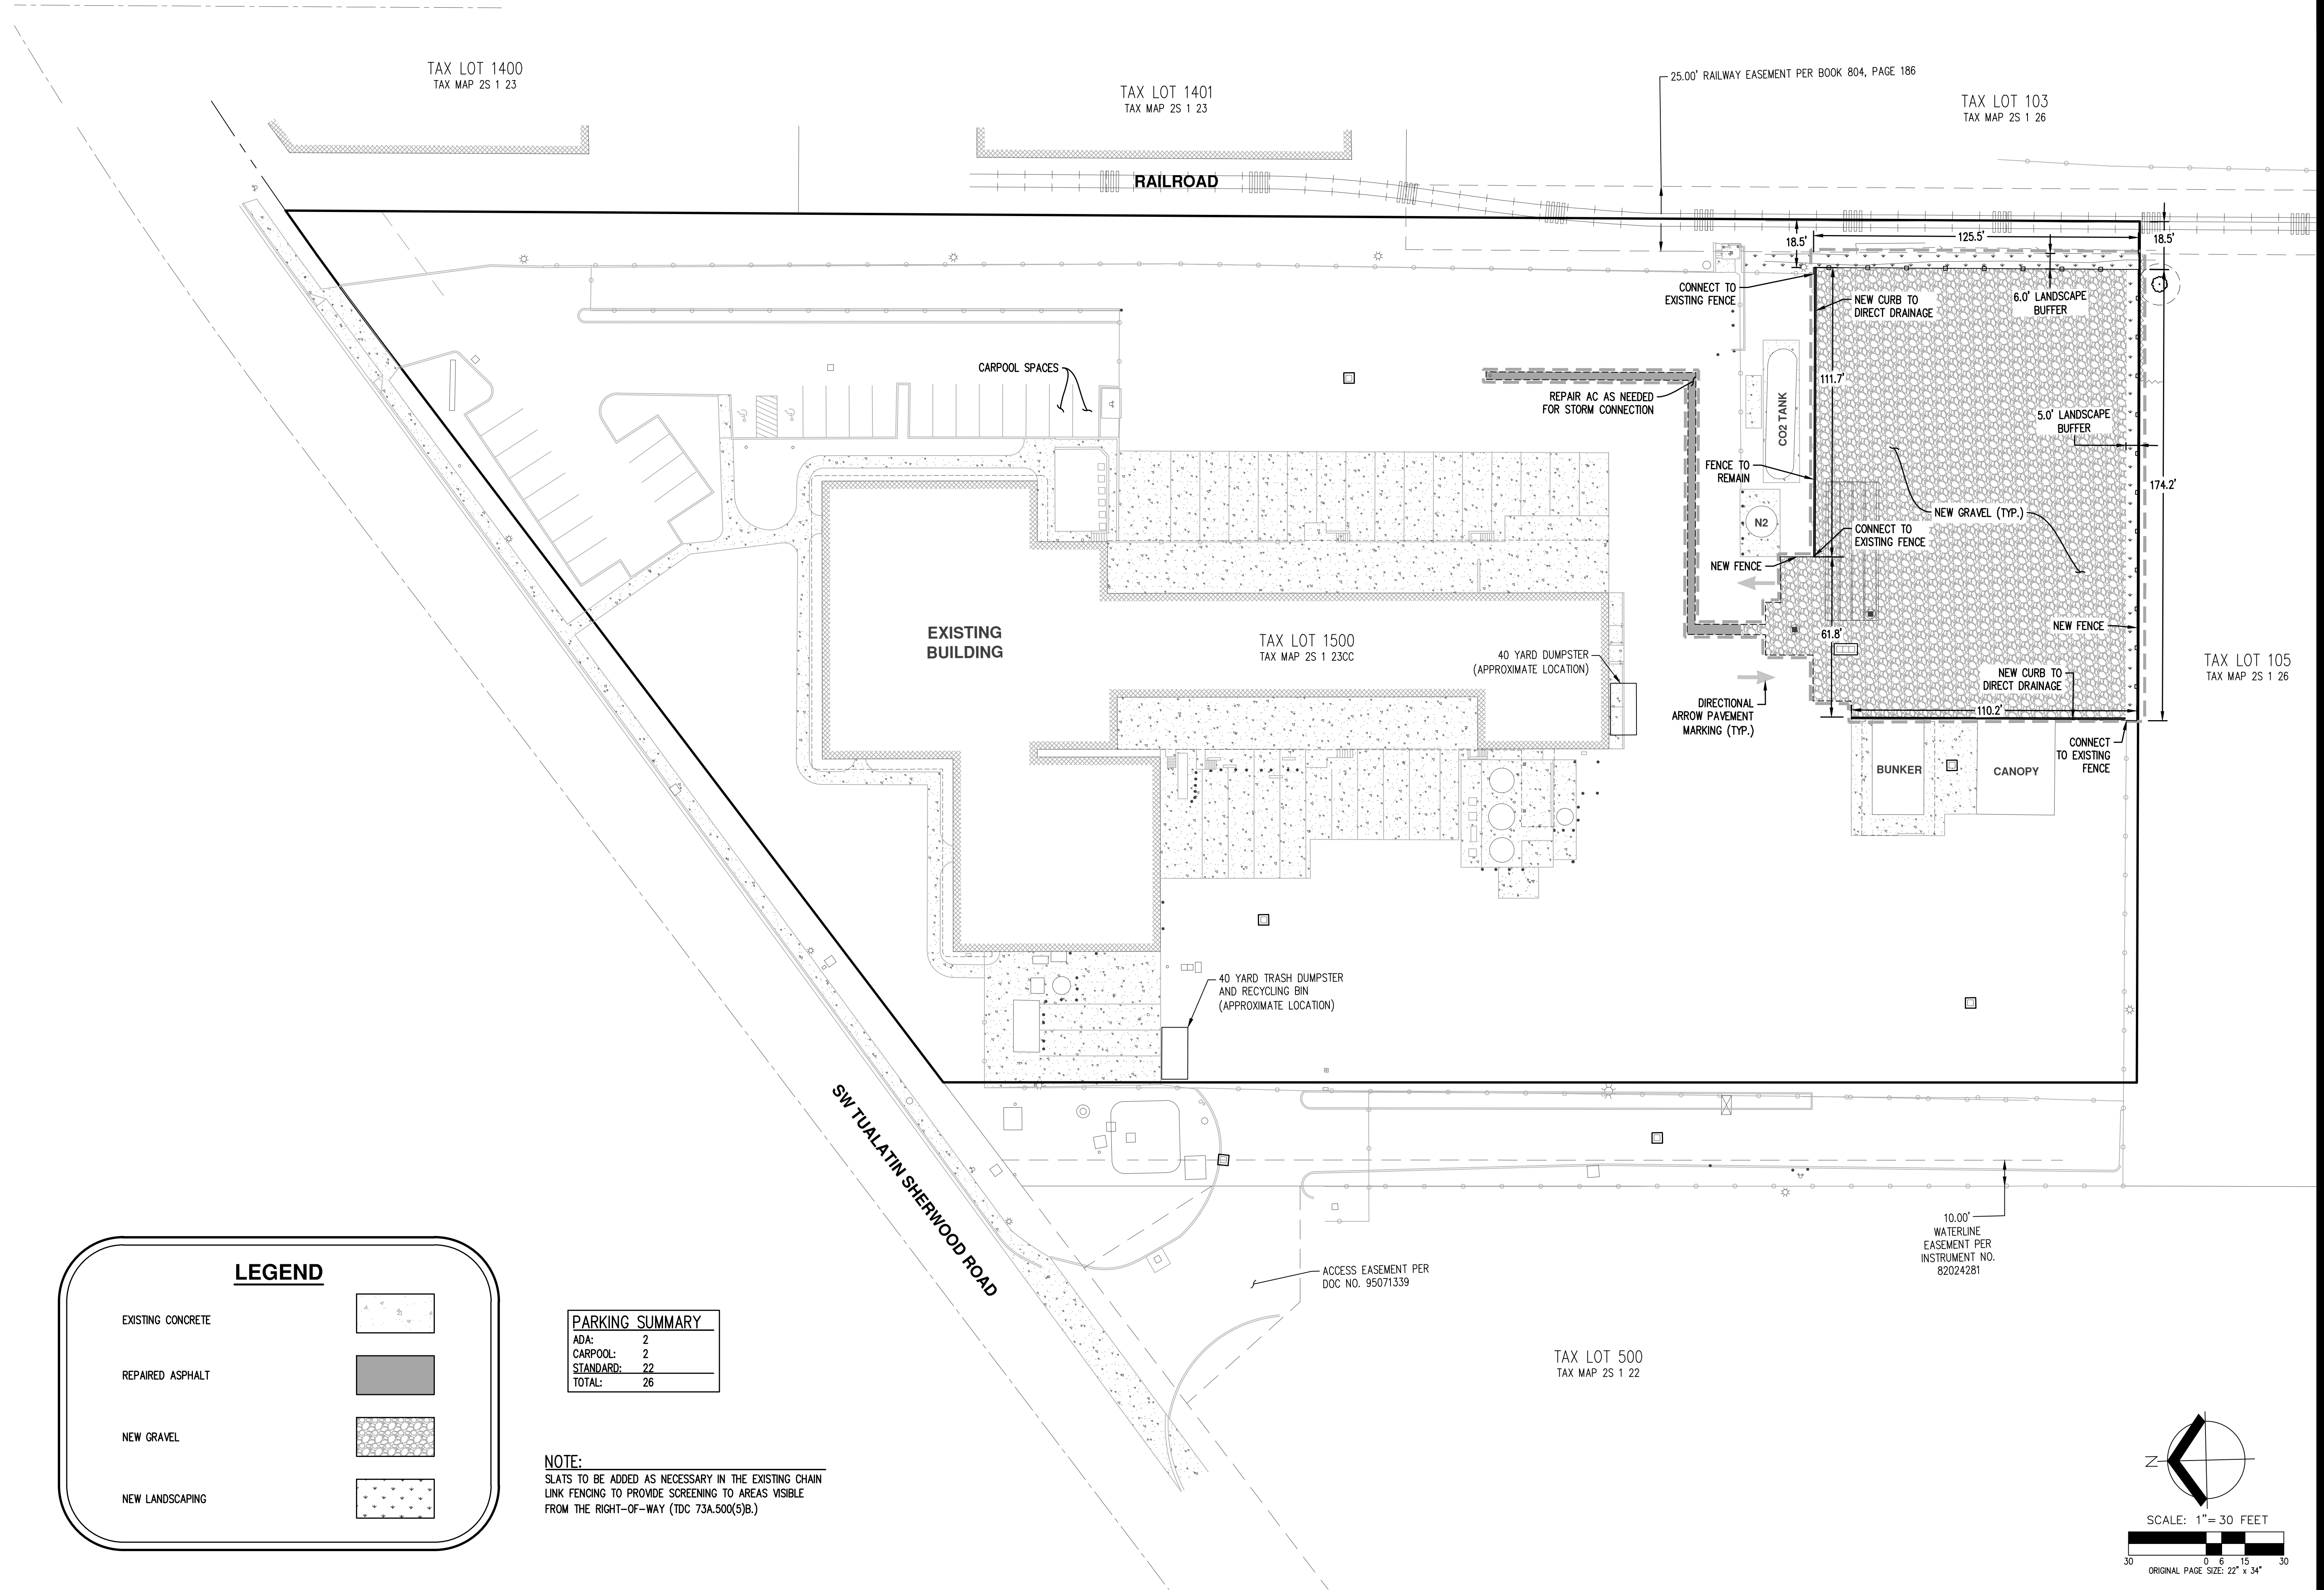 TAX LOT 1400
TAX MAP 2S 1 23
TAX LOT 1401
TAX MAP 2S 1 23
25.00' RAILWAY EASEMENT PER BOOK 804, PAGE 186
TAX LOT 103
TAX MAP 2S 1 26
RAILROAD
18.5'
125.5'
18.5'
CONNECT TO
EXISTING FENCE
NEW CURB TO
DIRECT DRAINAGE
6.0' LANDSCAPE
BUFFER
CARPOOL SPACES
111.7'
REPAIR AC AS NEEDED
FOR STORM CONNECTION
CO2 TANK
5.0' LANDSCAPE
BUFFER
FENCE TO
REMAIN
174.2'
N2
NEW GRAVEL (TYP.)
CONNECT TO
EXISTING FENCE
NEW FENCE
EXISTING
BUILDING
TAX LOT 1500
TAX MAP 2S 1 23CC
61.8'
NEW FENCE
40 YARD DUMPSTER
(APPROXIMATE LOCATION)
TAX LOT 105
TAX MAP 2S 1 26
NEW CURB TO
DIRECT DRAINAGE
DIRECTIONAL
ARROW PAVEMENT
MARKING (TYP.)
110.2'
CONNECT
TO EXISTING
FENCE
BUNKER
CANOPY
40 YARD TRASH DUMPSTER
AND RECYCLING BIN
(APPROXIMATE LOCATION)
SW TUALATIN SHERWOOD ROAD
10.00'
WATERLINE
EASEMENT PER
INSTRUMENT NO.
82024281
ACCESS EASEMENT PER
DOC NO. 95071339
TAX LOT 500
TAX MAP 2S 1 22
LEGEND
EXISTING CONCRETE
REPAIRED ASPHALT
NEW GRAVEL
NEW LANDSCAPING
PARKING SUMMARY
ADA: 2
CARPOOL: 2
STANDARD: 22
TOTAL: 26
NOTE:
SLATS TO BE ADDED AS NECESSARY IN THE EXISTING CHAIN
LINK FENCING TO PROVIDE SCREENING TO AREAS VISIBLE
FROM THE RIGHT-OF-WAY (TDC 73A.500(5)B.)
N
SCALE: 1"= 30 FEET
30 0 6 15 30
ORIGINAL PAGE SIZE: 22" x 34"